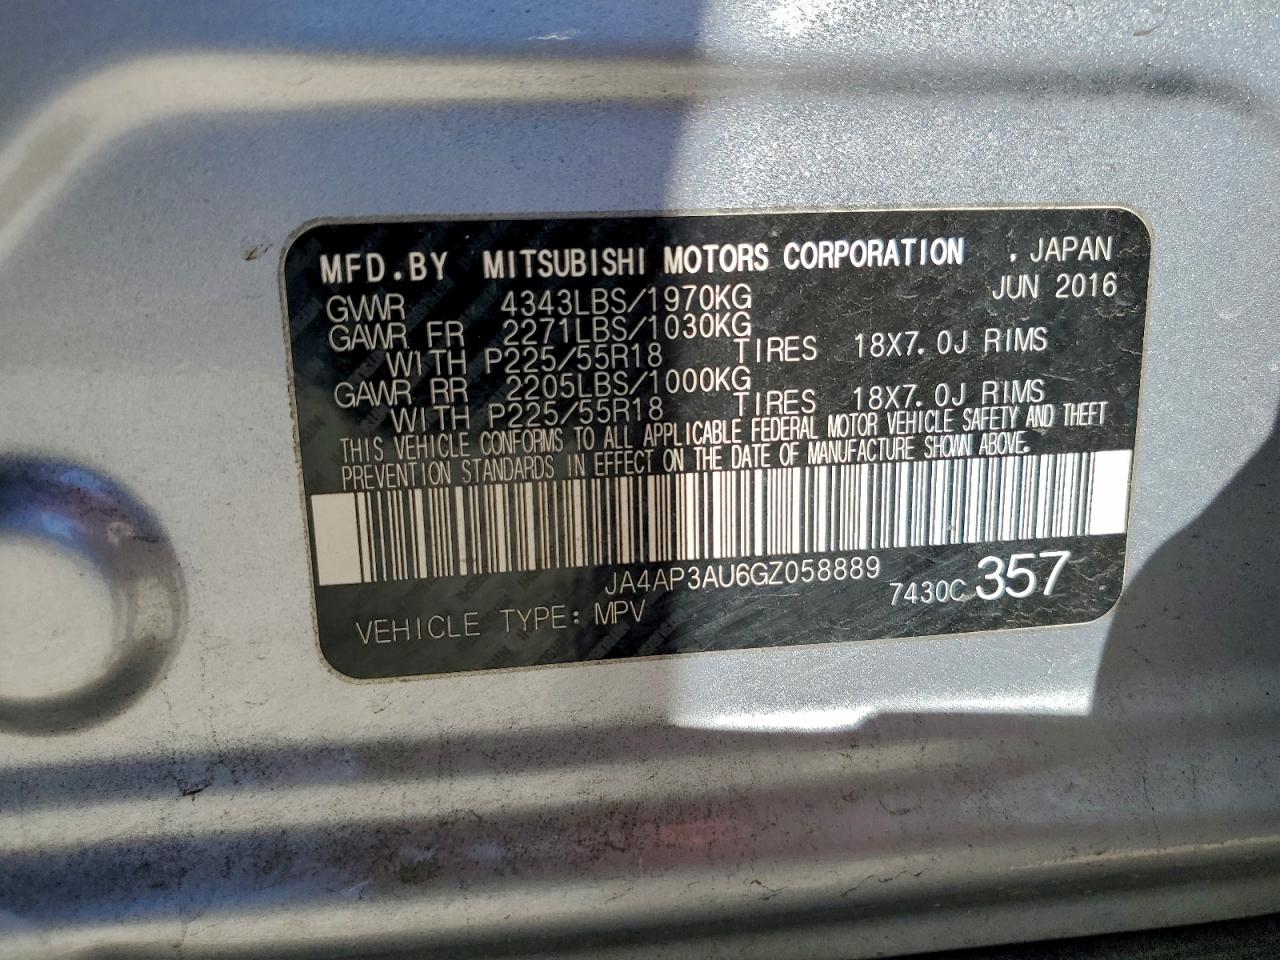 MFD.BY MITSUBISHI MOTORS CORPORATION . JAPAN
JUN 2016
GVWR 4343LBS/1970KG
GAWR FR 2271LBS/1030KG
WITH P225/55R18 TIRES 18X7.0J RIMS
GAWR RR 2205LBS/1000KG
WITH P225/55R18 TIRES 18X7.0J RIMS
THIS VEHICLE CONFORMS TO ALL APPLICABLE FEDERAL MOTOR VEHICLE SAFETY AND THEFT
PREVENTION STANDARDS IN EFFECT ON THE DATE OF MANUFACTURE SHOWN ABOVE.
JA4AP3AU6GZ058889 7430C 357
VEHICLE TYPE: MPV